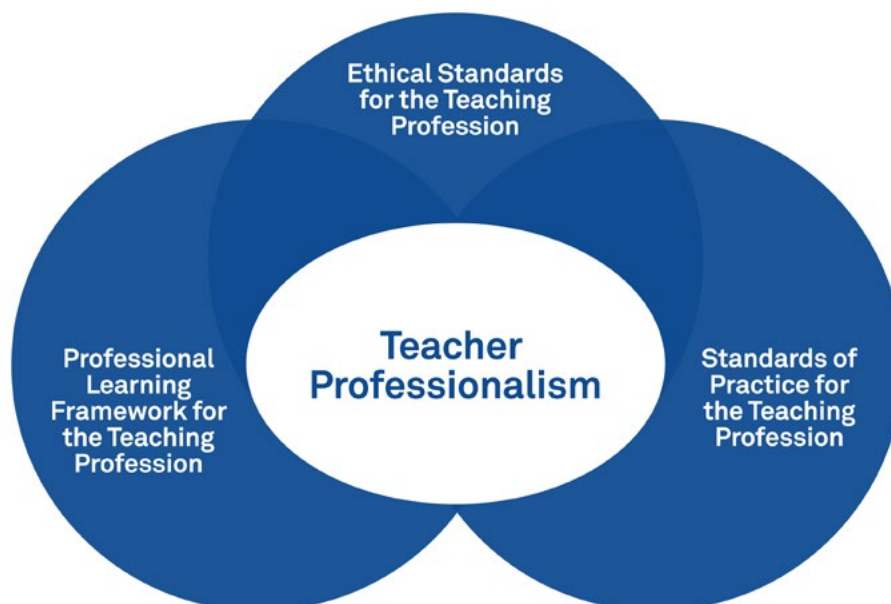 Ethical Standards
for the Teaching
Profession
Professional
Learning
Framework for
the Teaching
Profession
Teacher
Professionalism
Standards of
Practice for
the Teaching
Profession